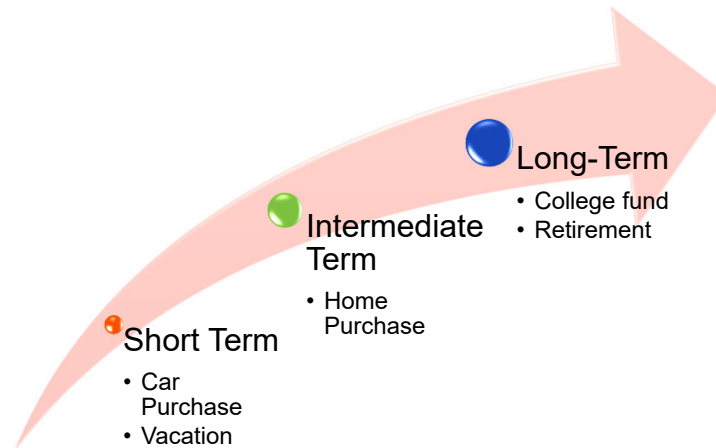 Short Term
• Car
Purchase
• Vacation
Intermediate
Term
• Home
Purchase
Long-Term
• College fund
• Retirement